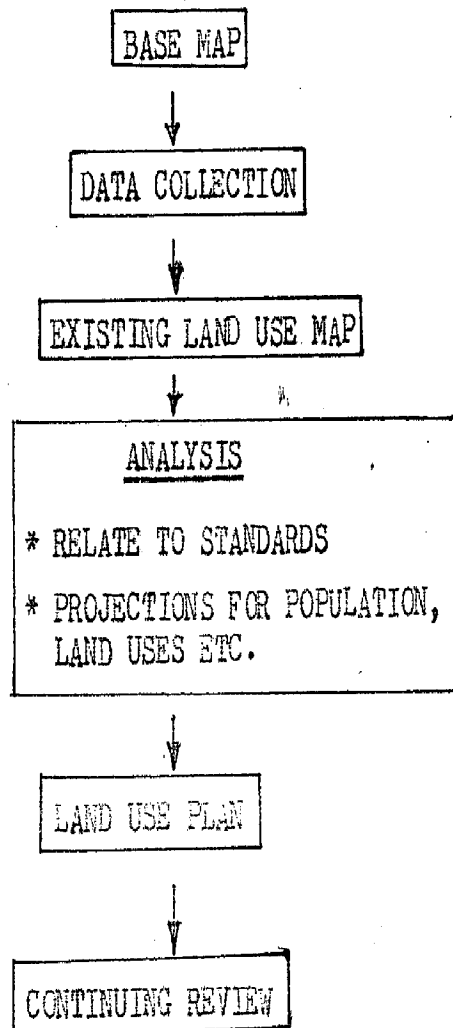 BASE MAP
DATA COLLECTION
EXISTING LAND USE MAP
ANALYSIS
* RELATE TO STANDARDS
* PROJECTIONS FOR POPULATION,
LAND USES ETC.
LAND USE PLAN
CONTINUING REVIEW